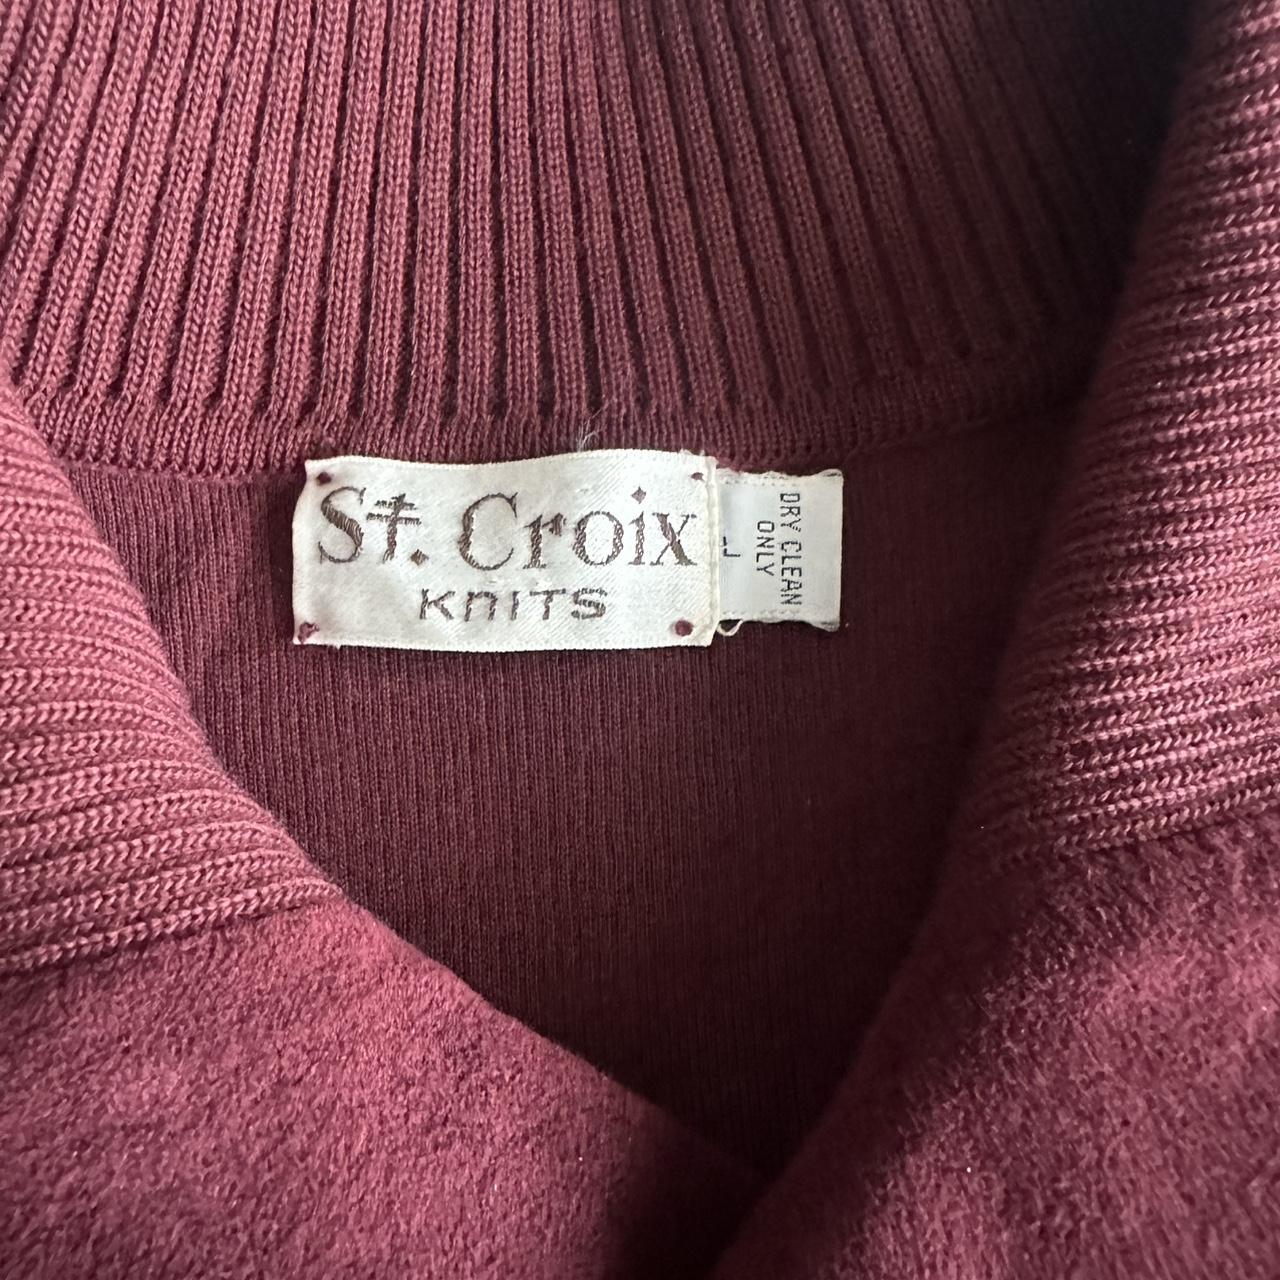 St. Croix
KNITS
DRY CLEAN
ONLY